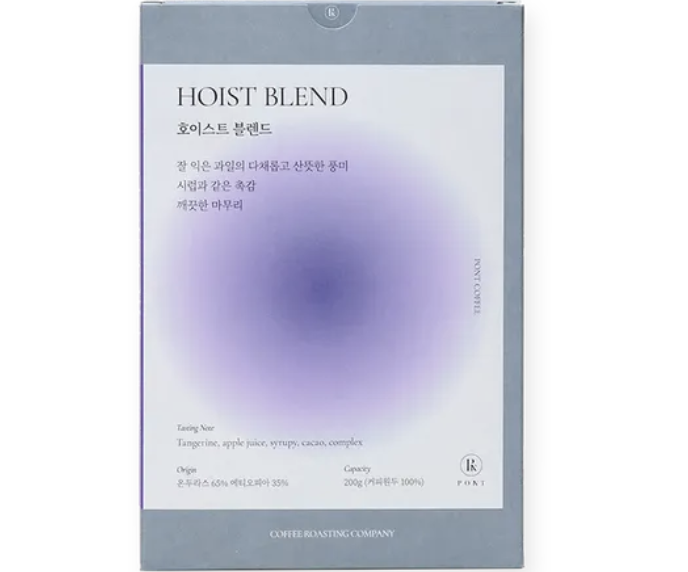 HOIST BLEND
호이스트 블렌드
잘 익은 과일의 다채롭고 산뜻한 풍미
시럽과 같은 촉감
깨끗한 마무리
PONT COFFEE
Tasting Note
Tangerine, apple juice, syrupy, cacao, complex
Origin
온두라스 65% 에티오피아 35%
Capacity
200g (커피원두 100%)
PONT
COFFEE ROASTING COMPANY